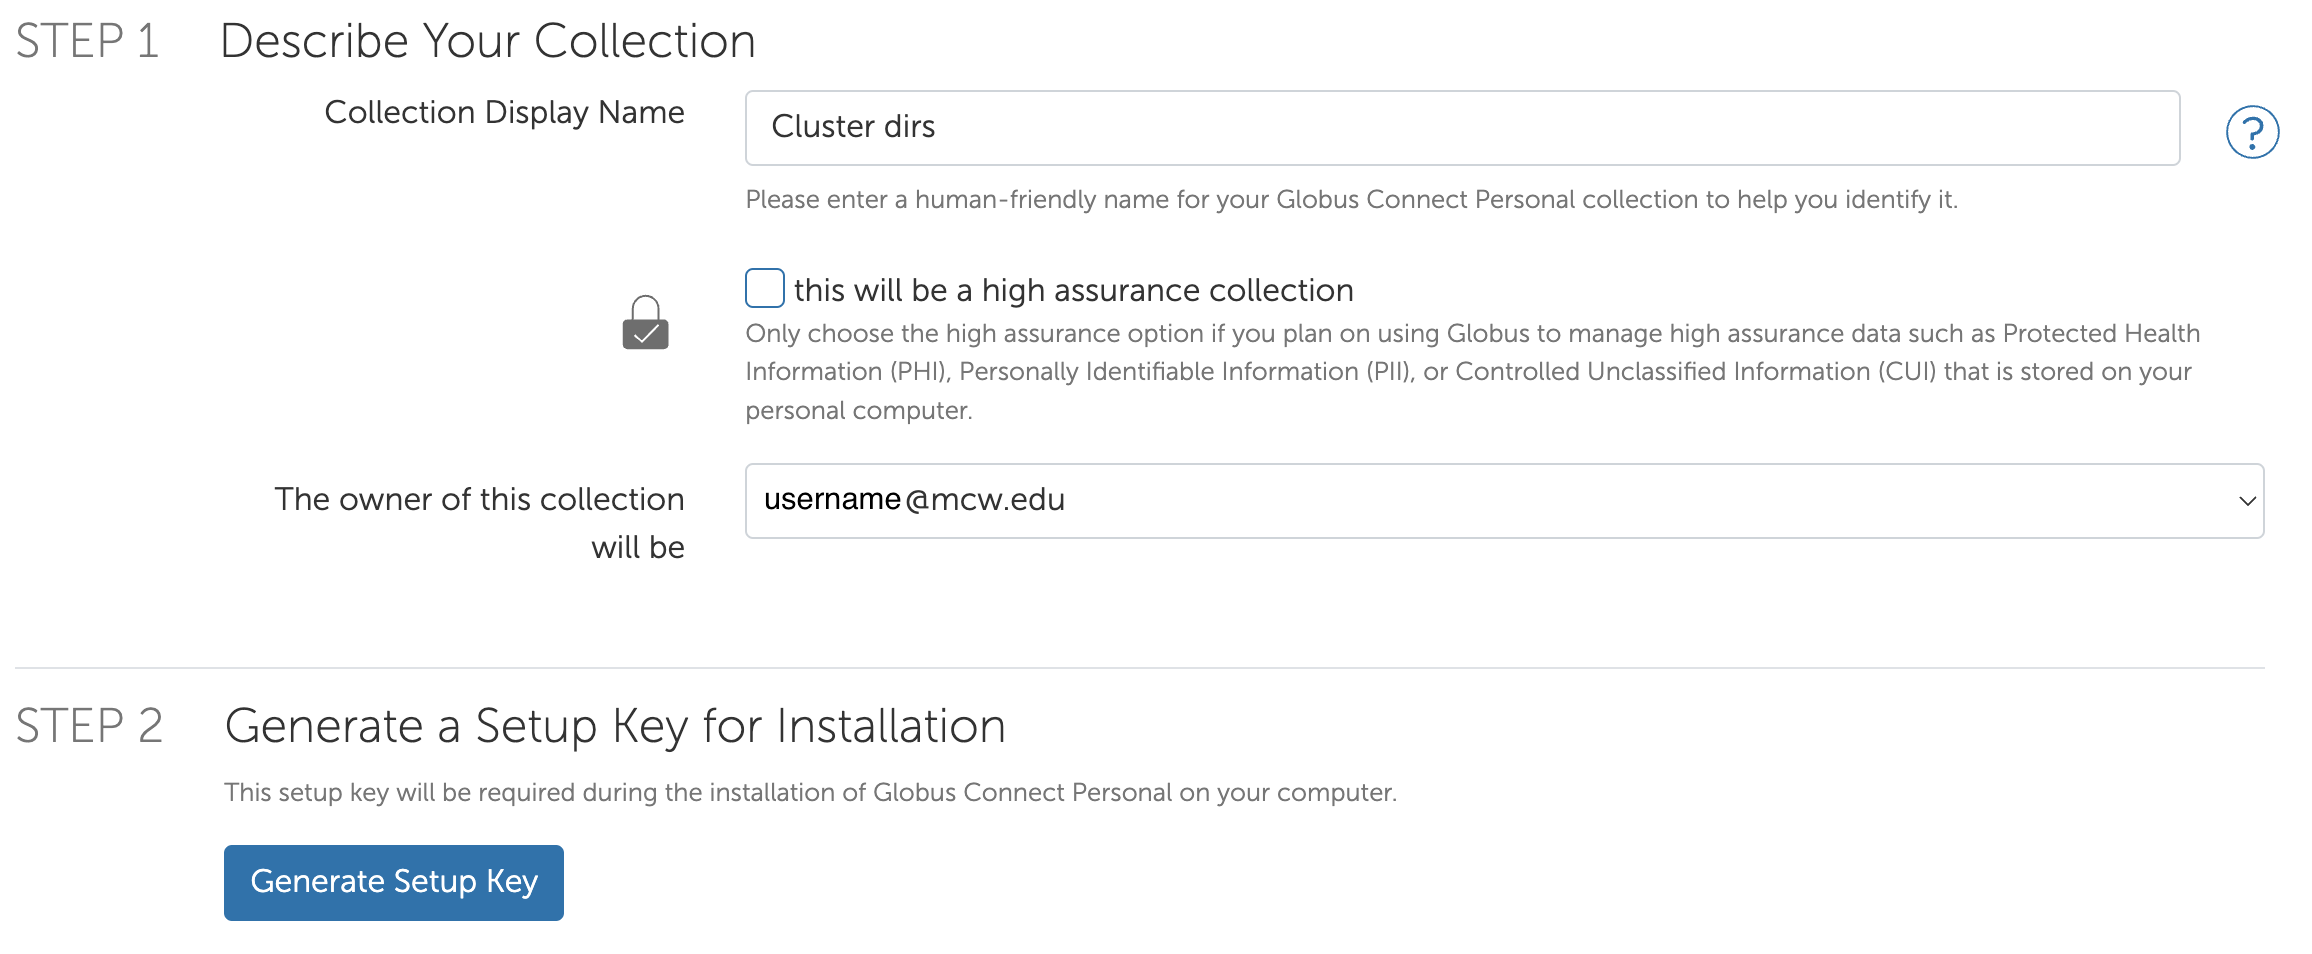 STEP 1 Describe Your Collection
Collection Display Name
Cluster dirs
?
Please enter a human-friendly name for your Globus Connect Personal collection to help you identify it.
this will be a high assurance collection
Only choose the high assurance option if you plan on using Globus to manage high assurance data such as Protected Health
Information (PHI), Personally Identifiable Information (PII), or Controlled Unclassified Information (CUI) that is stored on your
personal computer.
The owner of this collection
will be
username@mcw.edu
STEP 2 Generate a Setup Key for Installation
This setup key will be required during the installation of Globus Connect Personal on your computer.
Generate Setup Key